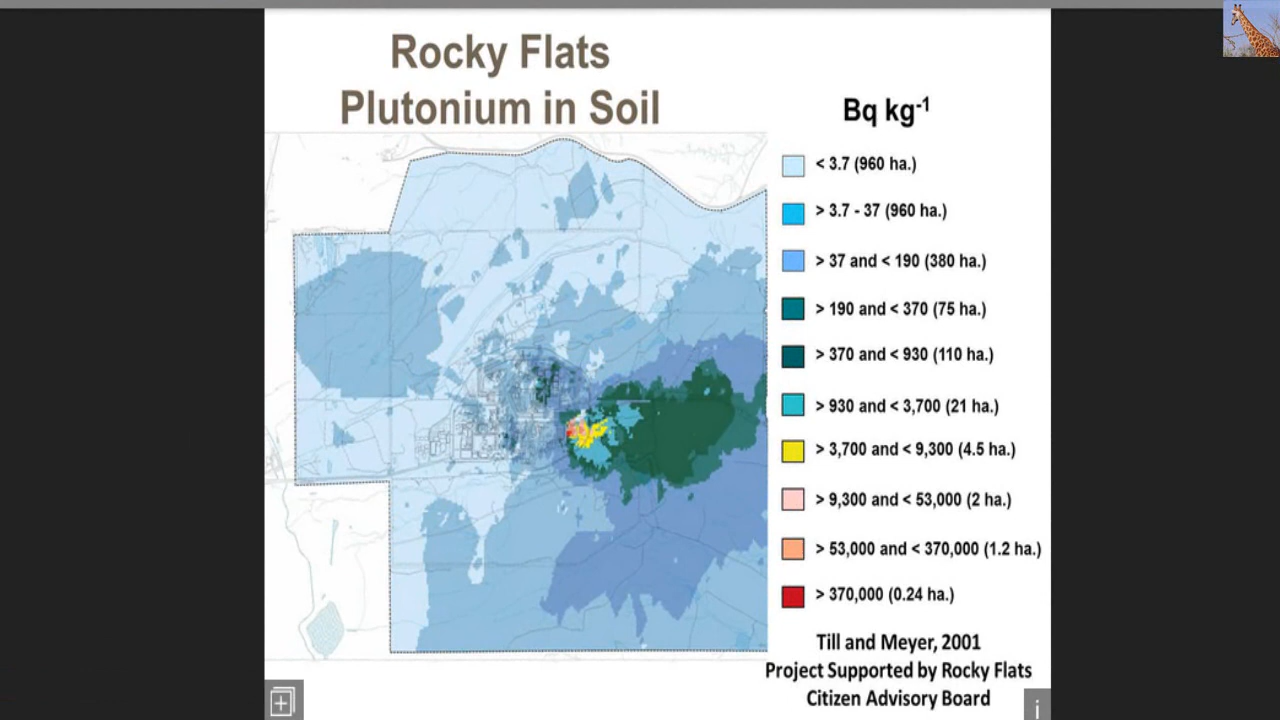 Rocky Flats
Plutonium in Soil
Bq kg-1
< 3.7 (960 ha.)
> 3.7 - 37 (960 ha.)
> 37 and < 190 (380 ha.)
> 190 and < 370 (75 ha.)
> 370 and < 930 (110 ha.)
> 930 and < 3,700 (21 ha.)
> 3,700 and < 9,300 (4.5 ha.)
> 9,300 and < 53,000 (2 ha.)
> 53,000 and < 370,000 (1.2 ha.)
> 370,000 (0.24 ha.)
Till and Meyer, 2001
Project Supported by Rocky Flats
Citizen Advisory Board
i